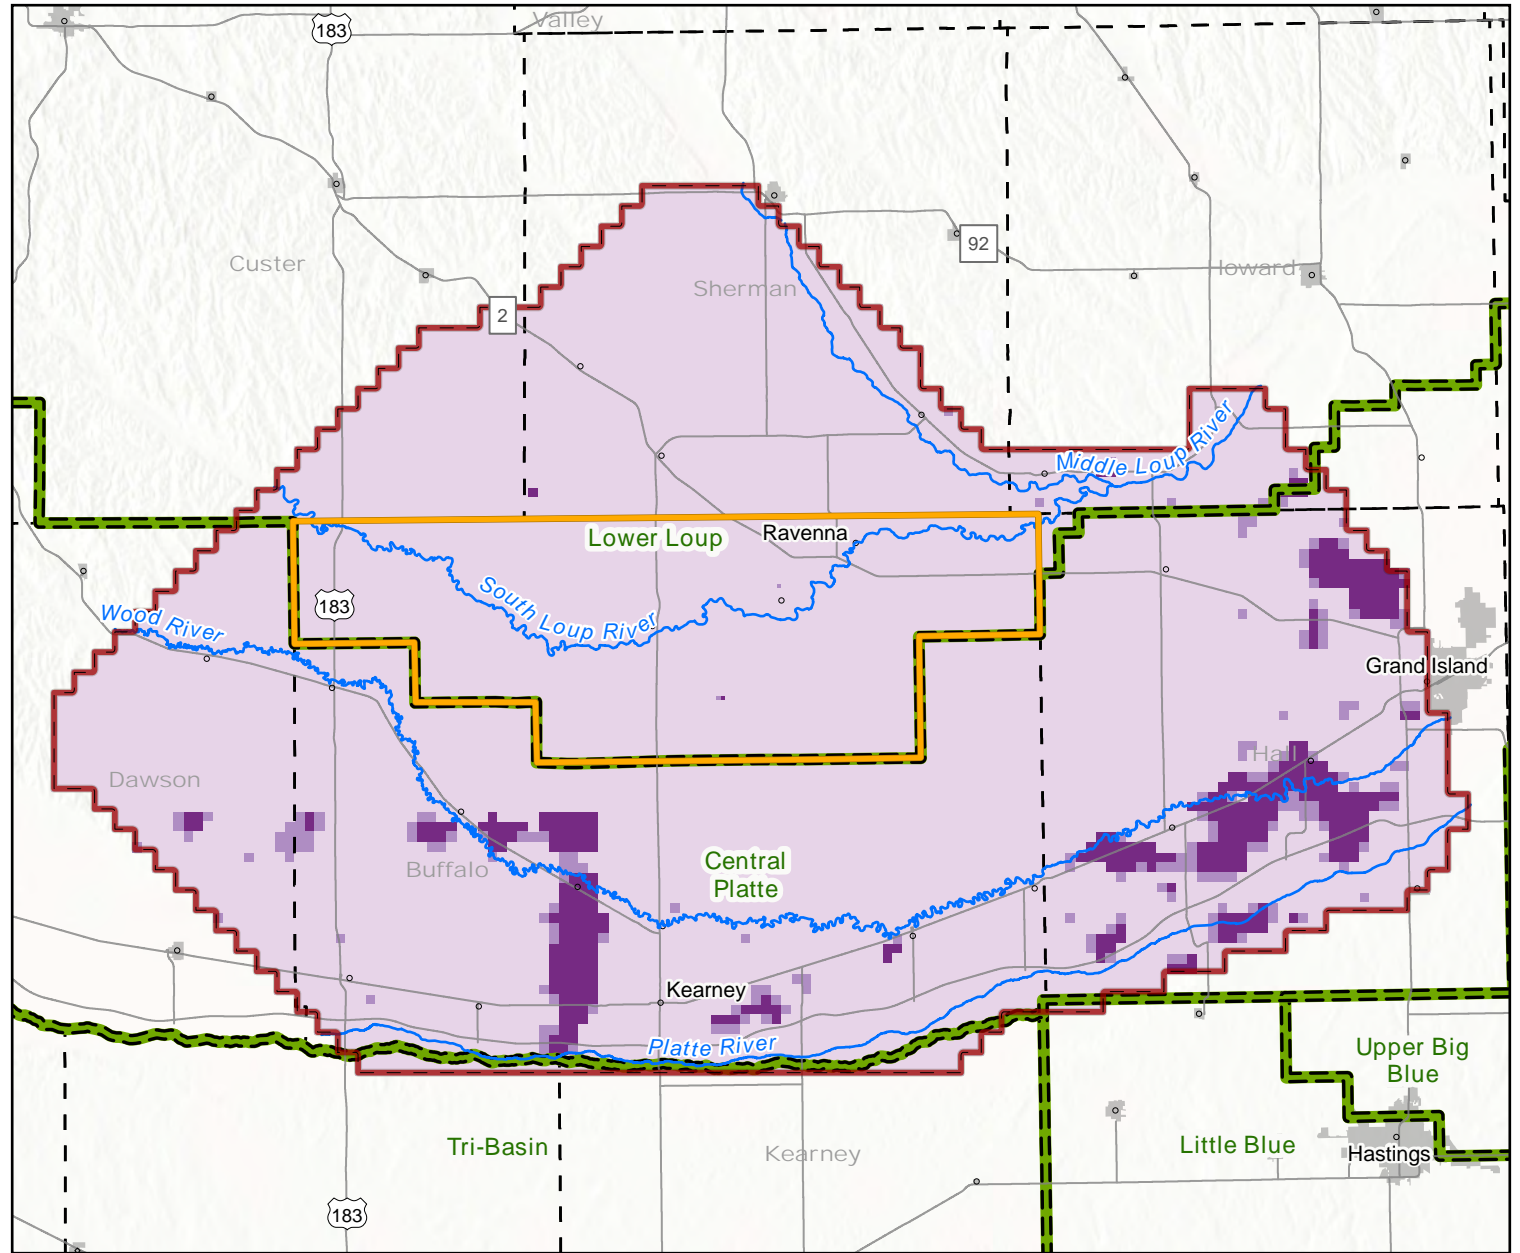 183
Valley
92
Custer
Howard
Sherman
2
Middle Loup River
Lower Loup
Ravenna
183
South Loup River
Wood River
Grand Island
Hall
Dawson
Central
Platte
Buffalo
Kearney
Platte River
Upper Big
Blue
Tri-Basin
Kearney
Little Blue
Hastings
183